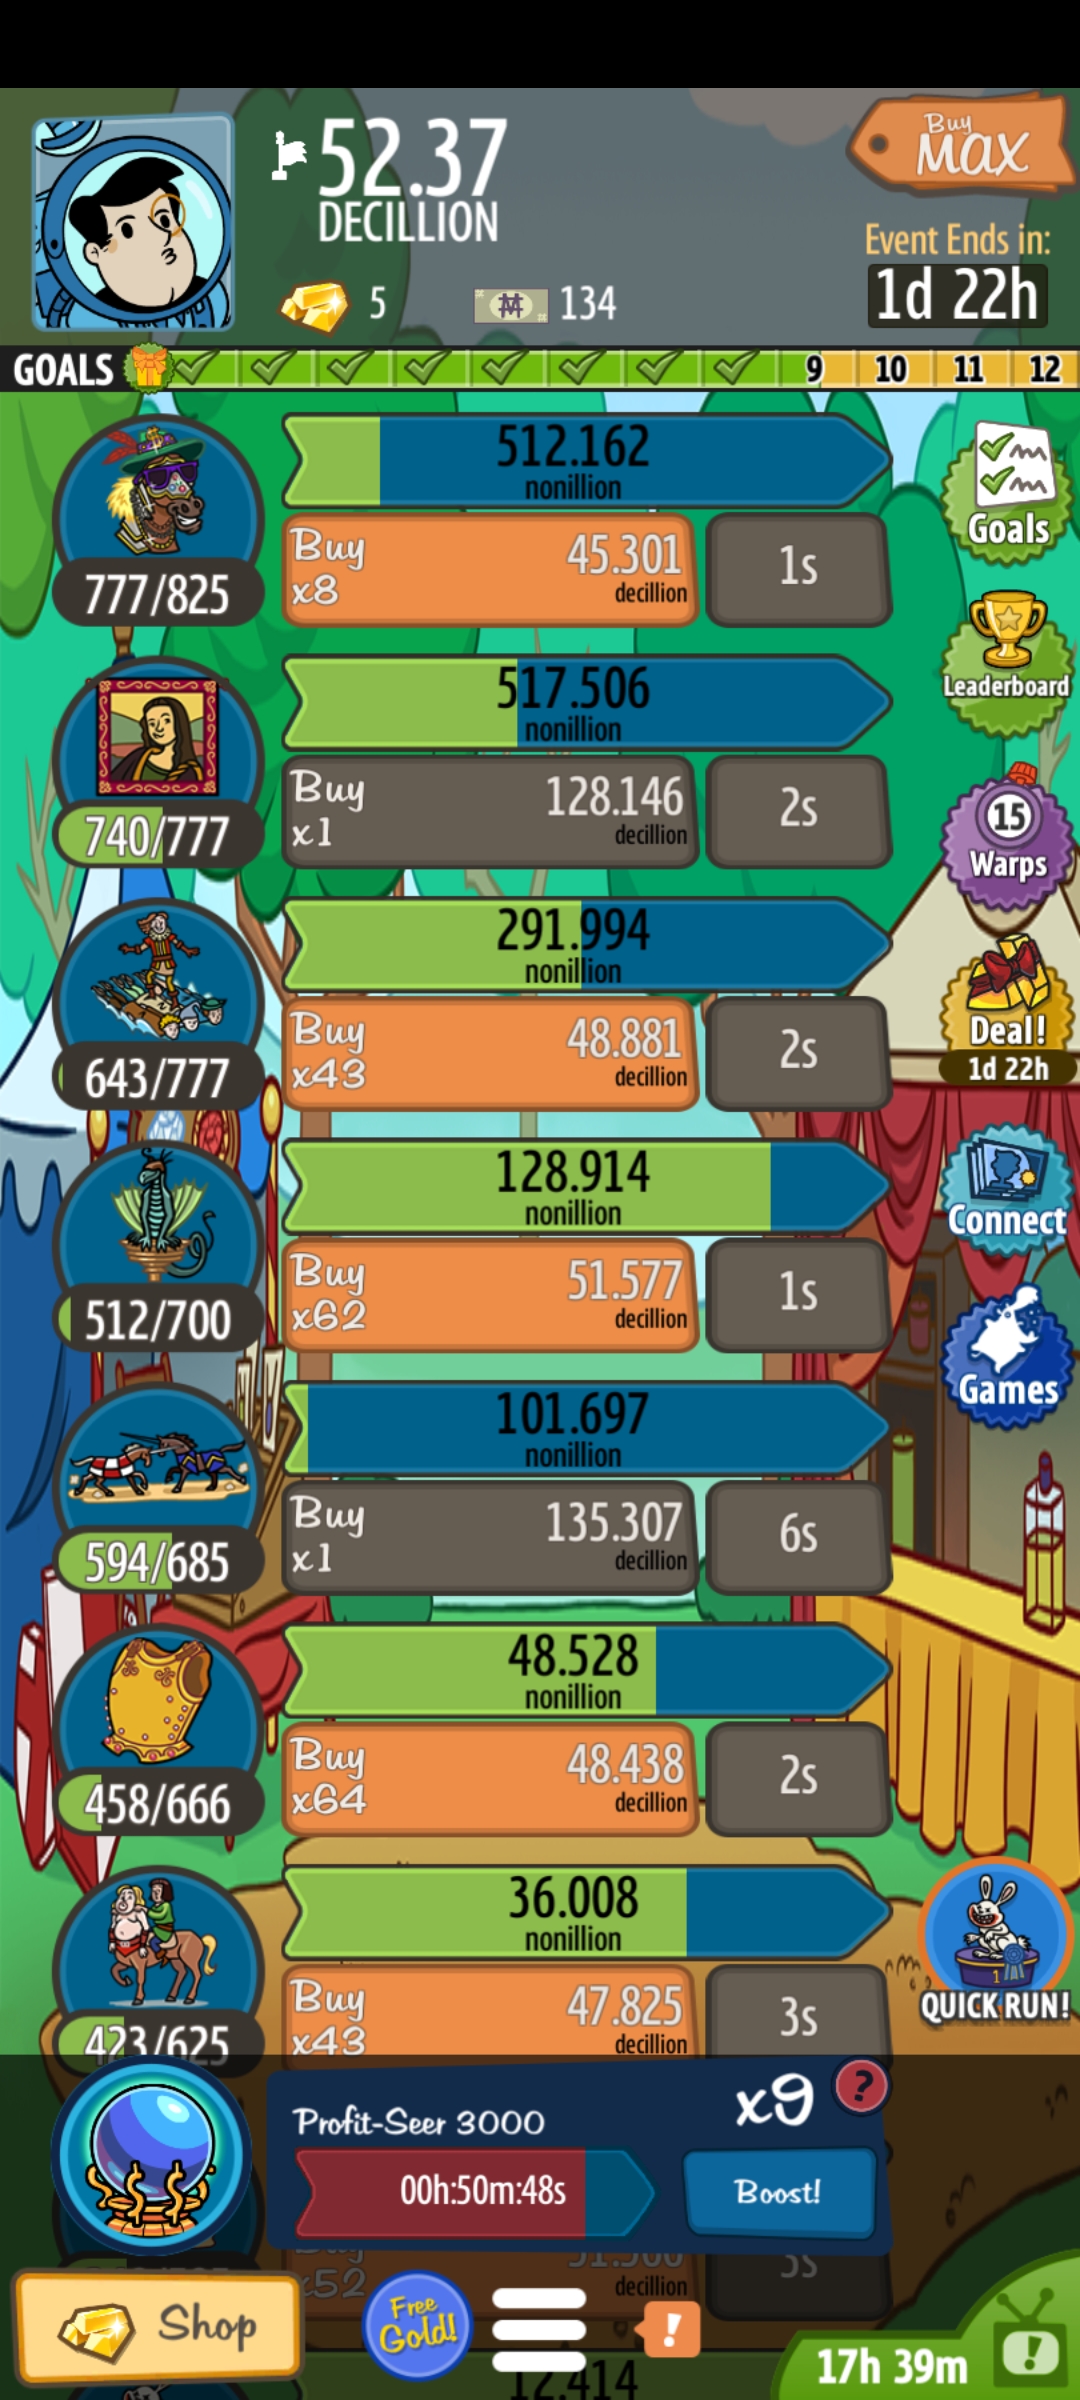 52.37
DECILLION
Buy
MAX
Event Ends in:
1d 22h
5
134
GOALS
9 10 11 12
512.162
nonillion
Buy
x8
45.301
decillion
1s
777/825
Goals
517.506
nonillion
Buy
x1
128.146
decillion
2s
740/777
Leaderboard
15
Warps
291.994
nonillion
Buy
x43
48.881
decillion
2s
643/777
Deal!
1d 22h
128.914
nonillion
Buy
x62
51.577
decillion
1s
512/700
Connect
Games
101.697
nonillion
Buy
x1
135.307
decillion
6s
594/685
48.528
nonillion
Buy
x64
48.438
decillion
2s
458/666
36.008
nonillion
Buy
x43
47.825
decillion
3s
423/625
1
QUICK RUN!
Profit-Seer 3000
x9
?
00h:50m:48s
Boost!
Buy
x52
decillion
Shop
Free
Gold!
!
12.414
17h 39m
!